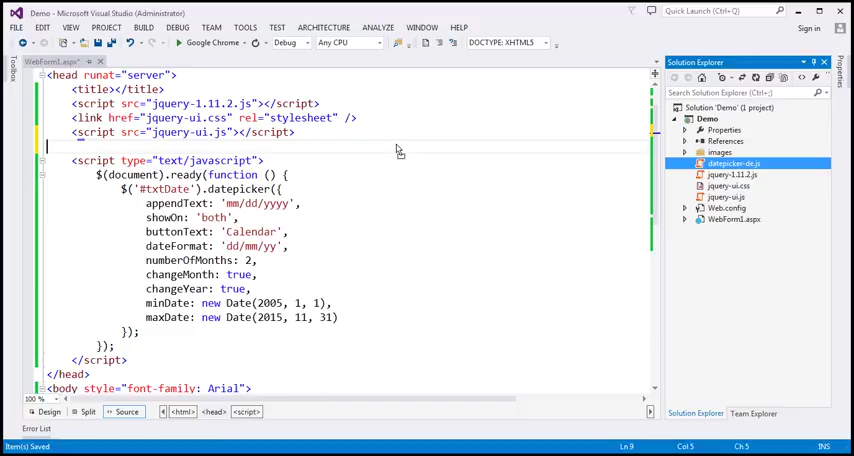 Demo - Microsoft Visual Studio (Administrator)
Quick Launch (Ctrl+Q)
FILE EDIT VIEW PROJECT BUILD DEBUG TEAM TOOLS TEST ARCHITECTURE ANALYZE WINDOW HELP
Sign in
Google Chrome Debug Any CPU DOCTYPE: XHTML5
Toolbox
WebForm1.aspx*
<head runat="server">
<title></title>
<script src="jquery-1.11.2.js"></script>
<link href="jquery-ui.css" rel="stylesheet" />
<script src="jquery-ui.js"></script>
<script type="text/javascript">
$(document).ready(function () {
$('#txtDate').datepicker({
appendText: 'mm/dd/yyyy',
showOn: 'both',
buttonText: 'Calendar',
dateFormat: 'dd/mm/yy',
numberOfMonths: 2,
changeMonth: true,
changeYear: true,
minDate: new Date(2005, 1, 1),
maxDate: new Date(2015, 11, 31)
});
});
</script>
</head>
<body style="font-family: Arial">
100 %
Design Split Source <html> <head> <script>
Error List
Solution Explorer
Search Solution Explorer (Ctrl+;)
Solution 'Demo' (1 project)
Demo
Properties
References
images
datepicker-de.js
jquery-1.11.2.js
jquery-ui.css
jquery-ui.js
Web.config
WebForm1.aspx
Solution Explorer Team Explorer
Properties
Item(s) Saved Ln 9 Col 5 Ch 5 INS